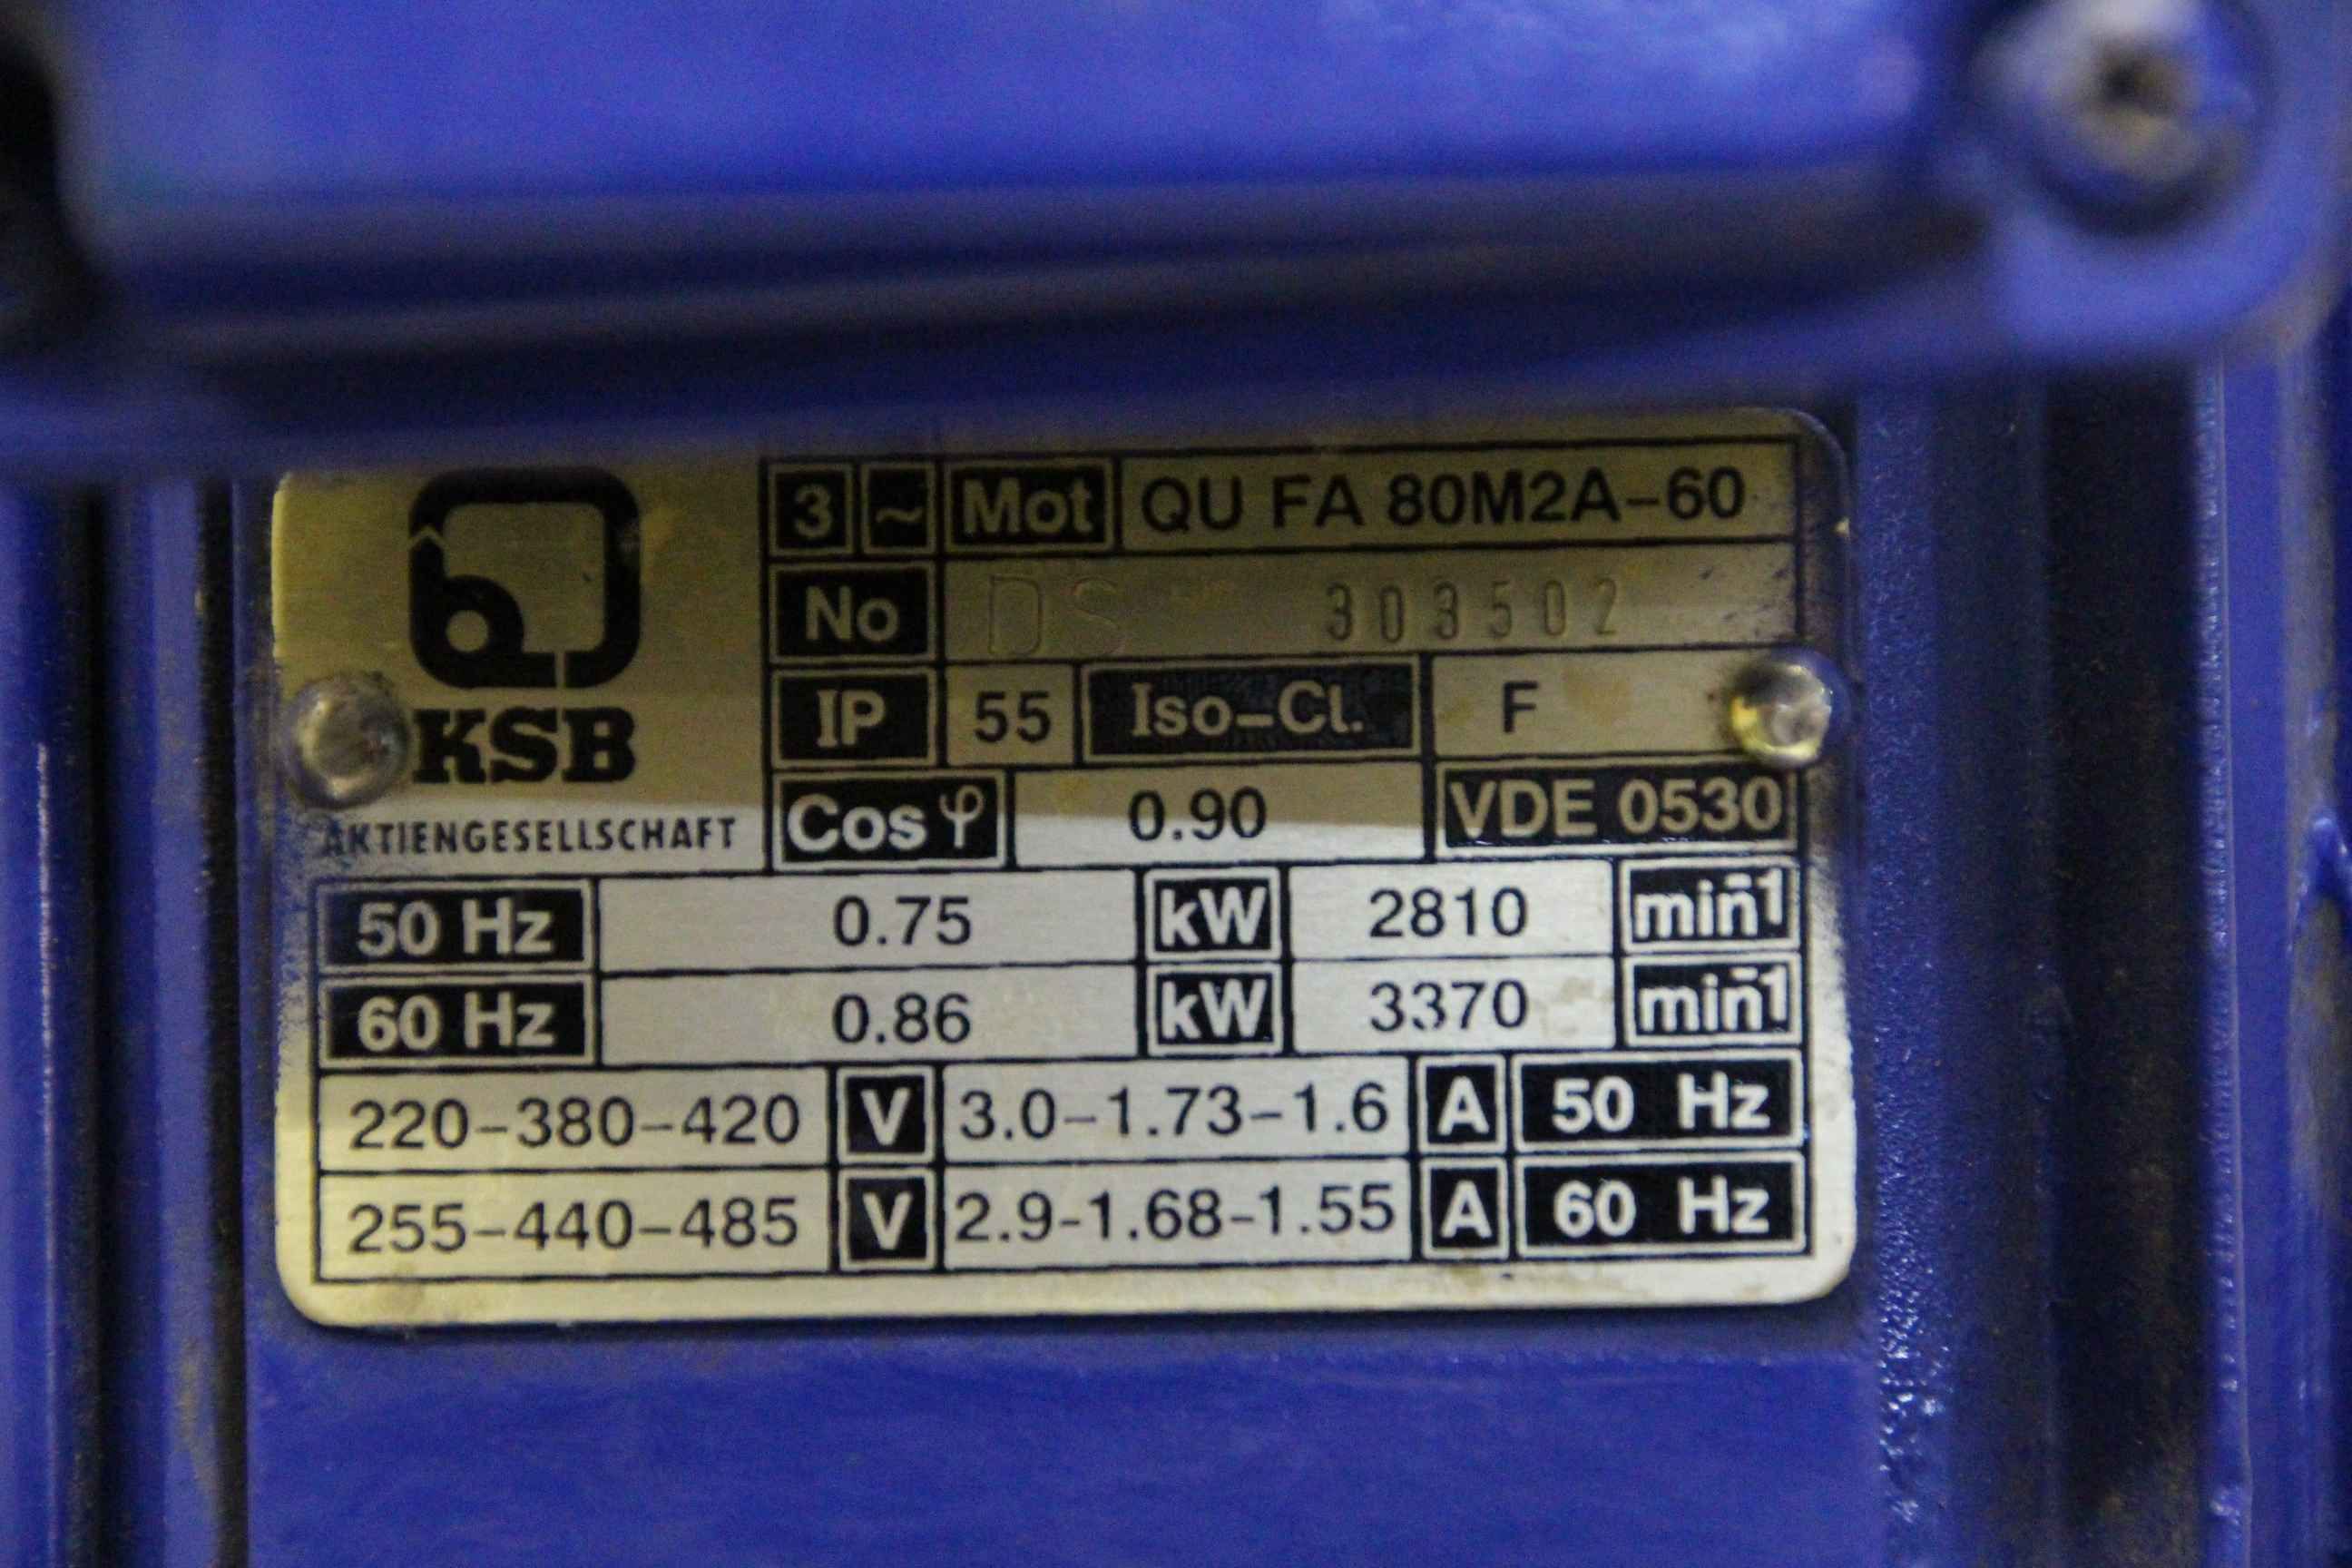 3 ~ Mot QU FA 80M2A-60
No DS 303502
KSB IP 55 Iso-Cl. F
AKTIENGESELLSCHAFT Cos φ 0.90 VDE 0530
50 Hz 0.75 kW 2810 min-1
60 Hz 0.86 kW 3370 min-1
220-380-420 V 3.0-1.73-1.6 A 50 Hz
255-440-485 V 2.9-1.68-1.55 A 60 Hz